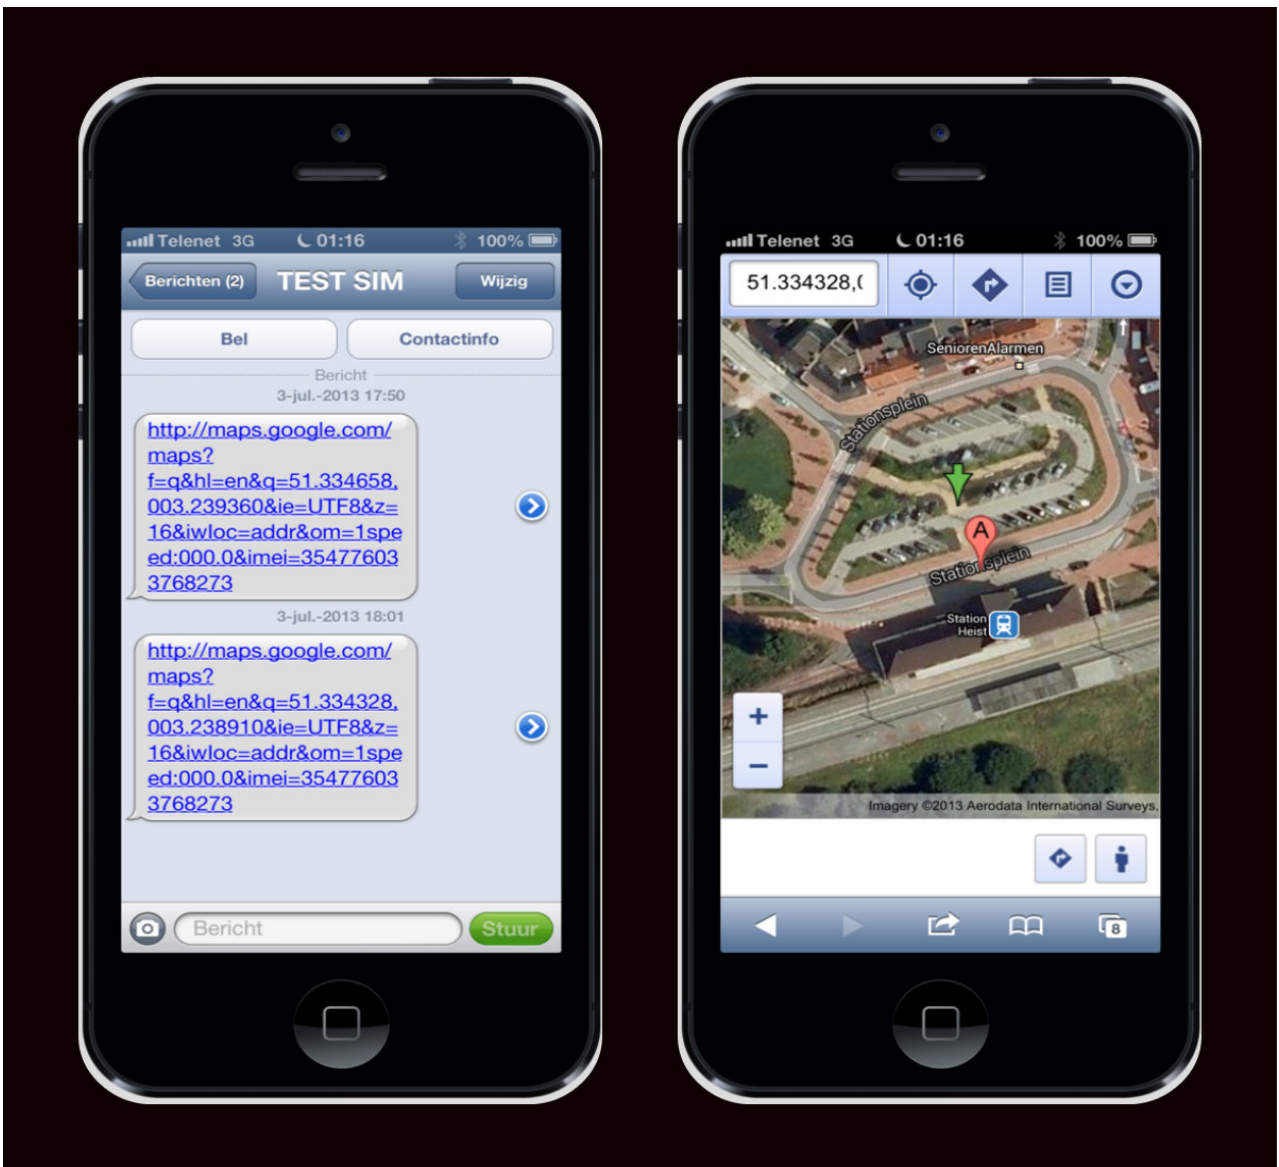 Telenet 3G 01:16 100%
Berichten (2) TEST SIM Wijzig
Bel Contactinfo
Bericht
3-jul.-2013 17:50
http://maps.google.com/
maps?
f=q&hl=en&q=51.334658,
003.239360&ie=UTF8&z=
16&iwloc=addr&om=1spe
ed:000.0&imei=35477603
3768273
3-jul.-2013 18:01
http://maps.google.com/
maps?
f=q&hl=en&q=51.334328,
003.238910&ie=UTF8&z=
16&iwloc=addr&om=1spe
ed:000.0&imei=35477603
3768273
Bericht Stuur
Telenet 3G 01:16 100%
51.334328,(
SeniorenAlarmen
Stationsplein
A
Stationsplein
Station
Heist
+
−
Imagery ©2013 Aerodata International Surveys,
8